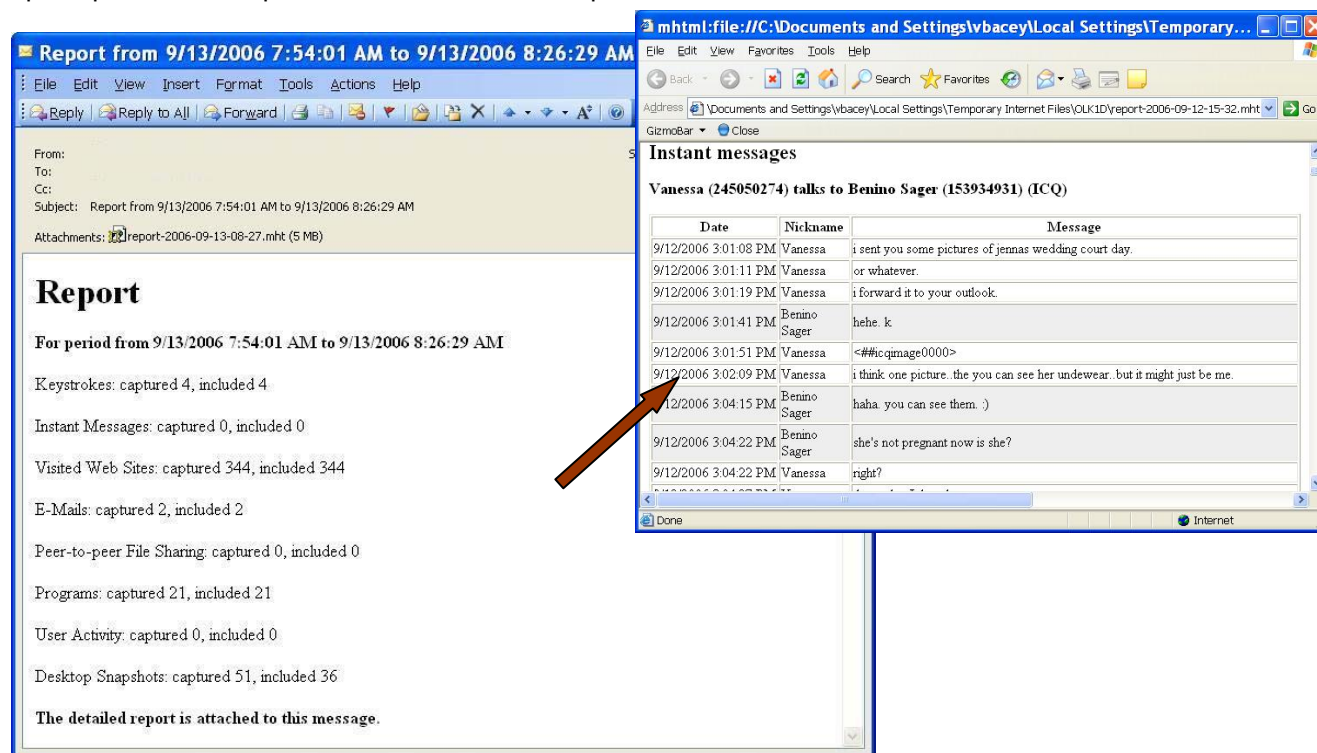 Report from 9/13/2006 7:54:01 AM to 9/13/2006 8:26:29 AM
File Edit View Insert Format Tools Actions Help
Reply Reply to All Forward
From:
To:
Cc:
Subject: Report from 9/13/2006 7:54:01 AM to 9/13/2006 8:26:29 AM
Attachments: report-2006-09-13-08-27.mht (5 MB)
Report
For period from 9/13/2006 7:54:01 AM to 9/13/2006 8:26:29 AM
Keystrokes: captured 4, included 4
Instant Messages: captured 0, included 0
Visited Web Sites: captured 344, included 344
E-Mails: captured 2, included 2
Peer-to-peer File Sharing: captured 0, included 0
Programs: captured 21, included 21
User Activity: captured 0, included 0
Desktop Snapshots: captured 51, included 36
The detailed report is attached to this message.
mhtml:file://C:\Documents and Settings\vbacey\Local Settings\Temporary...
File Edit View Favorites Tools Help
Back Search Favorites
Address \Documents and Settings\vbacey\Local Settings\Temporary Internet Files\OLK1D\report-2006-09-12-15-32.mht Go
GizmoBar Close
Instant messages
Vanessa (245050274) talks to Benino Sager (153934931) (ICQ)
Date Nickname Message
9/12/2006 3:01:08 PM Vanessa i sent you some pictures of jennas wedding court day.
9/12/2006 3:01:11 PM Vanessa or whatever.
9/12/2006 3:01:19 PM Vanessa i forward it to your outlook.
9/12/2006 3:01:41 PM Benino Sager hehe. k
9/12/2006 3:01:51 PM Vanessa <##icqimage0000>
9/12/2006 3:02:09 PM Vanessa i think one picture..the you can see her undewear..but it might just be me.
/12/2006 3:04:15 PM Benino Sager haha. you can see them. :)
9/12/2006 3:04:22 PM Benino Sager she's not pregnant now is she?
9/12/2006 3:04:22 PM Vanessa right?
Done Internet